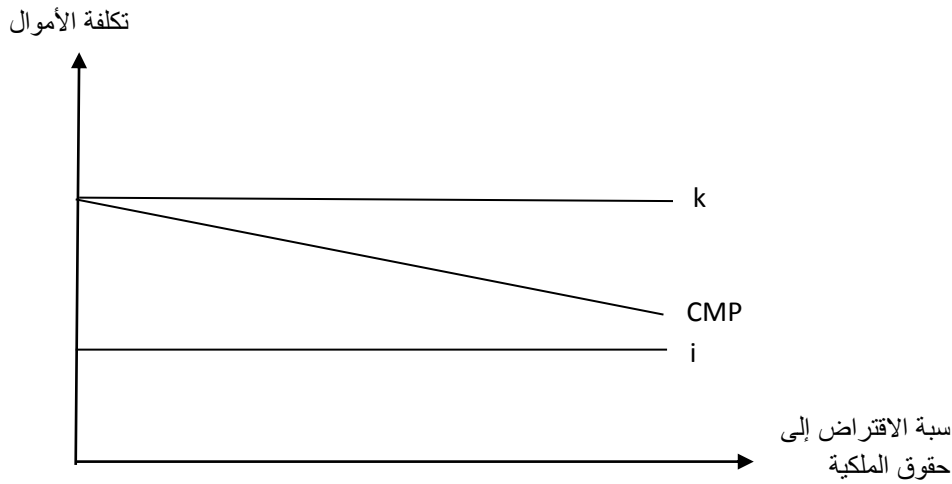 تكلفة الأموال
k
CMP
i
سبة الاقتراض إلى
حقوق الملكية